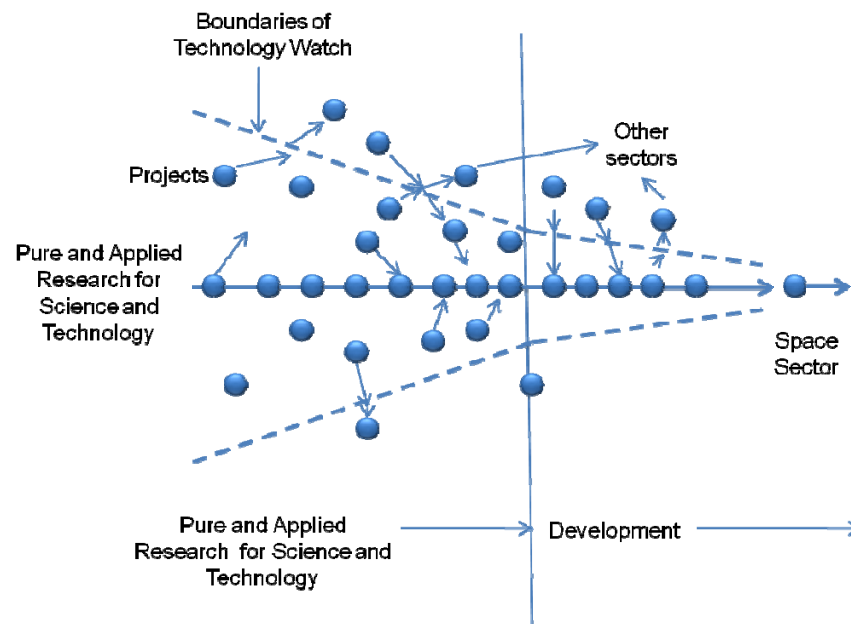 Boundaries of
Technology Watch
Other
sectors
Projects
Pure and Applied
Research for
Science and
Technology
Space
Sector
Pure and Applied
Research for Science and
Technology
Development